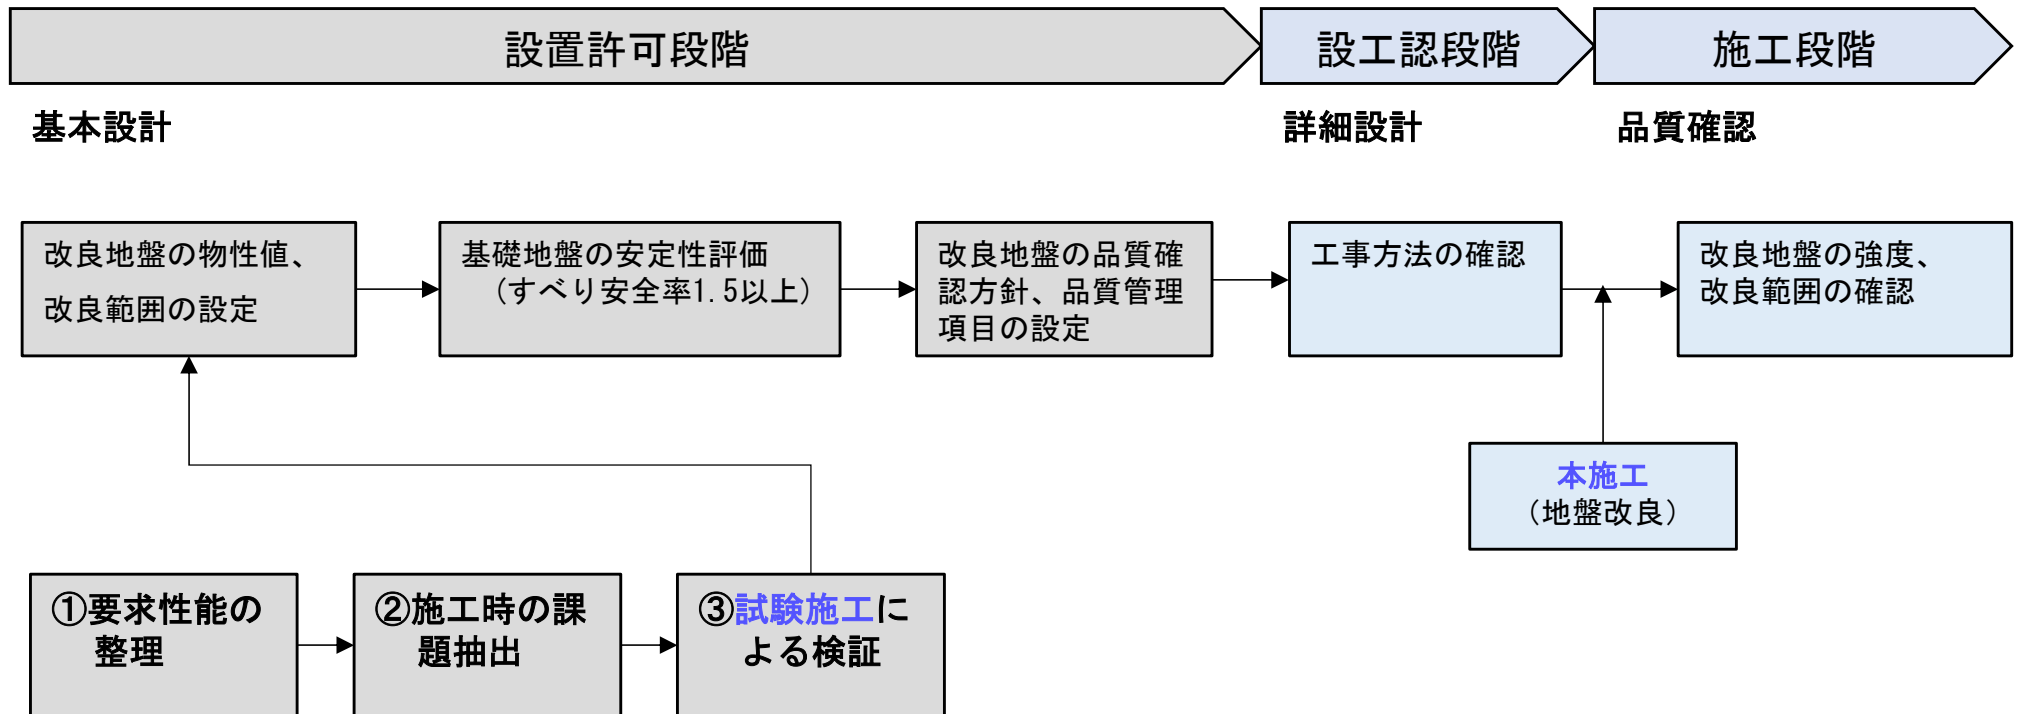 設置許可段階
設工認段階
施工段階
基本設計
詳細設計
品質確認
改良地盤の物性値、
改良範囲の設定
基礎地盤の安定性評価
（すべり安全率1.5以上）
改良地盤の品質確
認方針、品質管理
項目の設定
工事方法の確認
改良地盤の強度、
改良範囲の確認
本施工
（地盤改良）
①要求性能の
整理
②施工時の課
題抽出
③試験施工に
よる検証